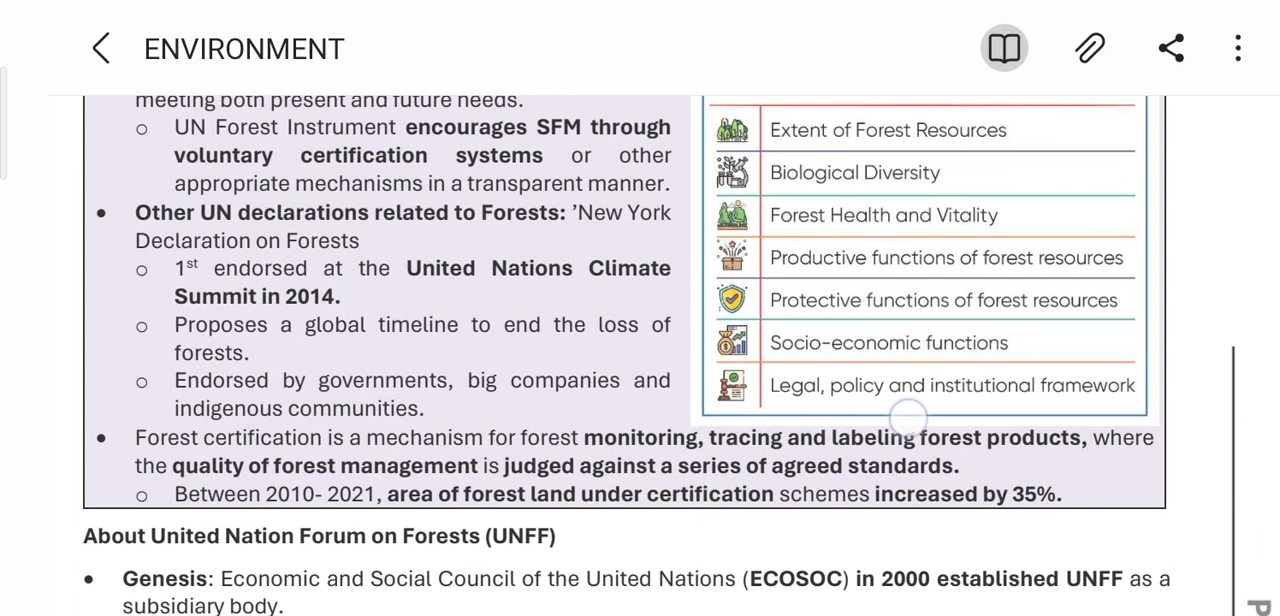 ENVIRONMENT
meeting both present and future needs.
o UN Forest Instrument encourages SFM through
voluntary certification systems or other
appropriate mechanisms in a transparent manner.
• Other UN declarations related to Forests: ’New York
Declaration on Forests
o 1st endorsed at the United Nations Climate
Summit in 2014.
o Proposes a global timeline to end the loss of
forests.
o Endorsed by governments, big companies and
indigenous communities.
Extent of Forest Resources
Biological Diversity
Forest Health and Vitality
Productive functions of forest resources
Protective functions of forest resources
Socio-economic functions
Legal, policy and institutional framework
• Forest certification is a mechanism for forest monitoring, tracing and labeling forest products, where
the quality of forest management is judged against a series of agreed standards.
o Between 2010- 2021, area of forest land under certification schemes increased by 35%.
About United Nation Forum on Forests (UNFF)
• Genesis: Economic and Social Council of the United Nations (ECOSOC) in 2000 established UNFF as a
subsidiary body.
P